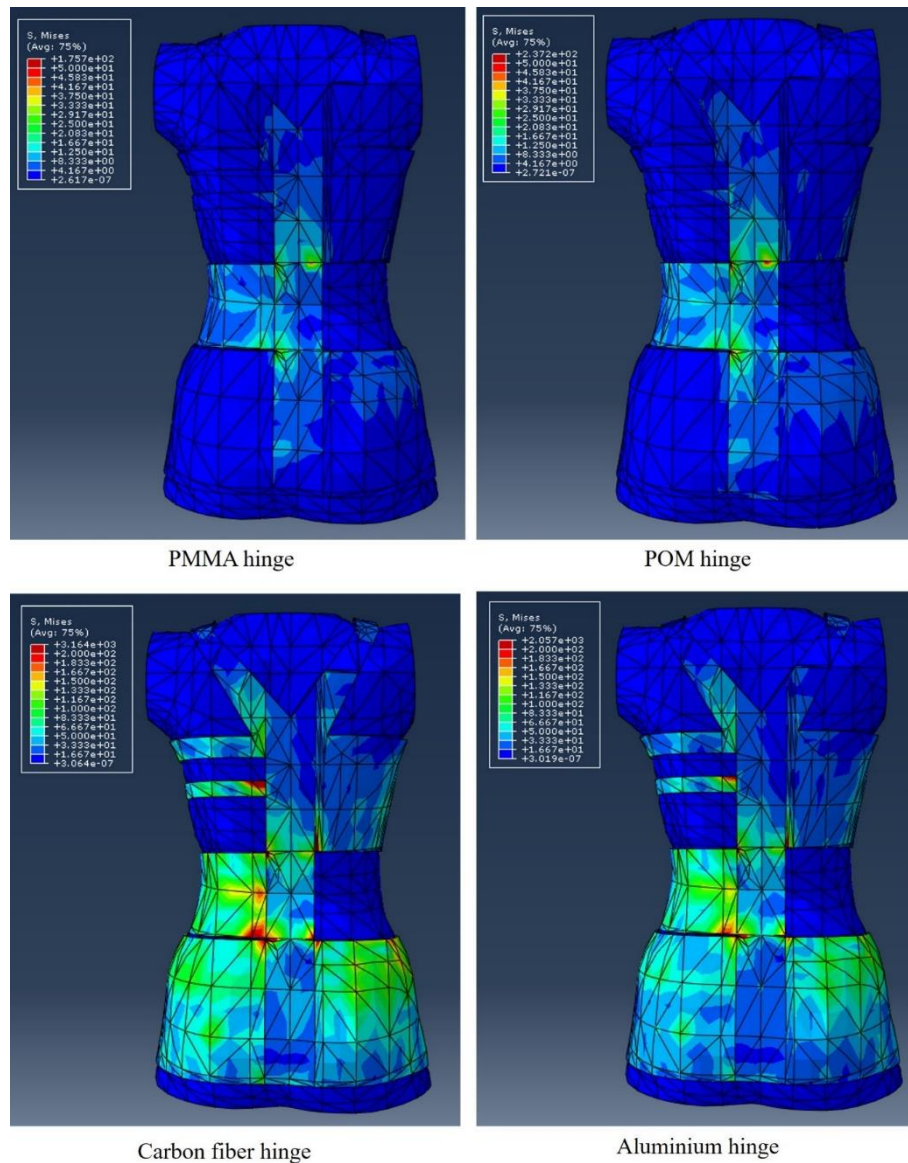 S, Mises
(Avg: 75%)
+1.757e+02
+5.000e+01
+4.583e+01
+4.167e+01
+3.750e+01
+3.333e+01
+2.917e+01
+2.500e+01
+2.083e+01
+1.667e+01
+1.250e+01
+8.333e+00
+4.167e+00
+2.617e-07
PMMA hinge
S, Mises
(Avg: 75%)
+2.372e+02
+5.000e+01
+4.583e+01
+4.167e+01
+3.750e+01
+3.333e+01
+2.917e+01
+2.500e+01
+2.083e+01
+1.667e+01
+1.250e+01
+8.333e+00
+4.167e+00
+2.721e-07
POM hinge
S, Mises
(Avg: 75%)
+3.164e+03
+2.000e+02
+1.833e+02
+1.667e+02
+1.500e+02
+1.333e+02
+1.167e+02
+1.000e+02
+8.333e+01
+6.667e+01
+5.000e+01
+3.333e+01
+1.667e+01
+3.064e-07
Carbon fiber hinge
S, Mises
(Avg: 75%)
+2.057e+03
+2.000e+02
+1.833e+02
+1.667e+02
+1.500e+02
+1.333e+02
+1.167e+02
+1.000e+02
+8.333e+01
+6.667e+01
+5.000e+01
+3.333e+01
+1.667e+01
+3.019e-07
Aluminium hinge